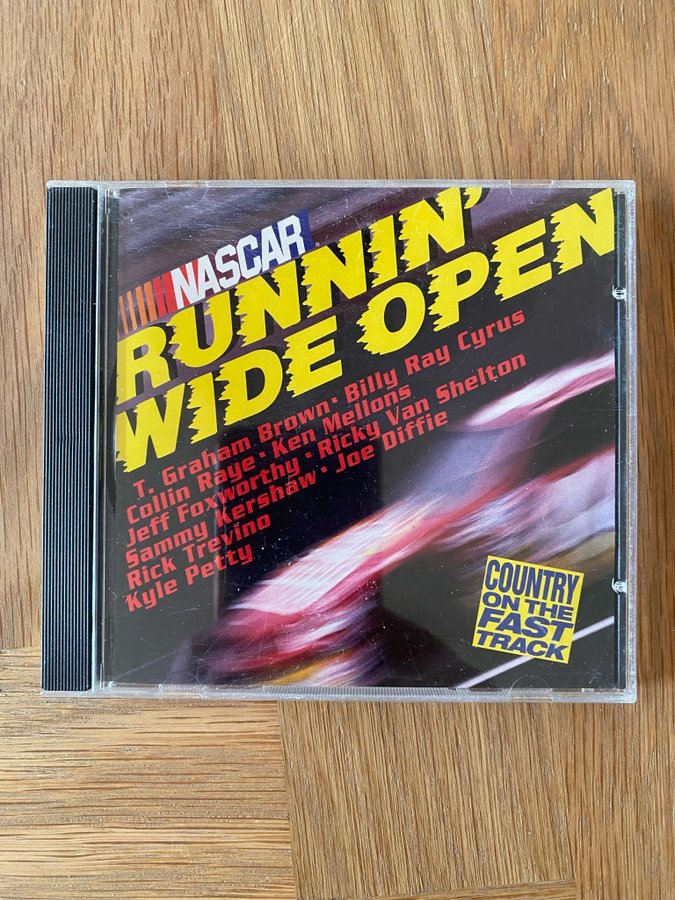 NASCAR
RUNNIN'
WIDE OPEN
T. Graham Brown • Billy Ray Cyrus
Collin Raye • Ken Mellons
Jeff Foxworthy • Ricky Van Shelton
Sammy Kershaw • Joe Diffie
Rick Trevino
Kyle Petty
COUNTRY
ON THE
FAST
TRACK